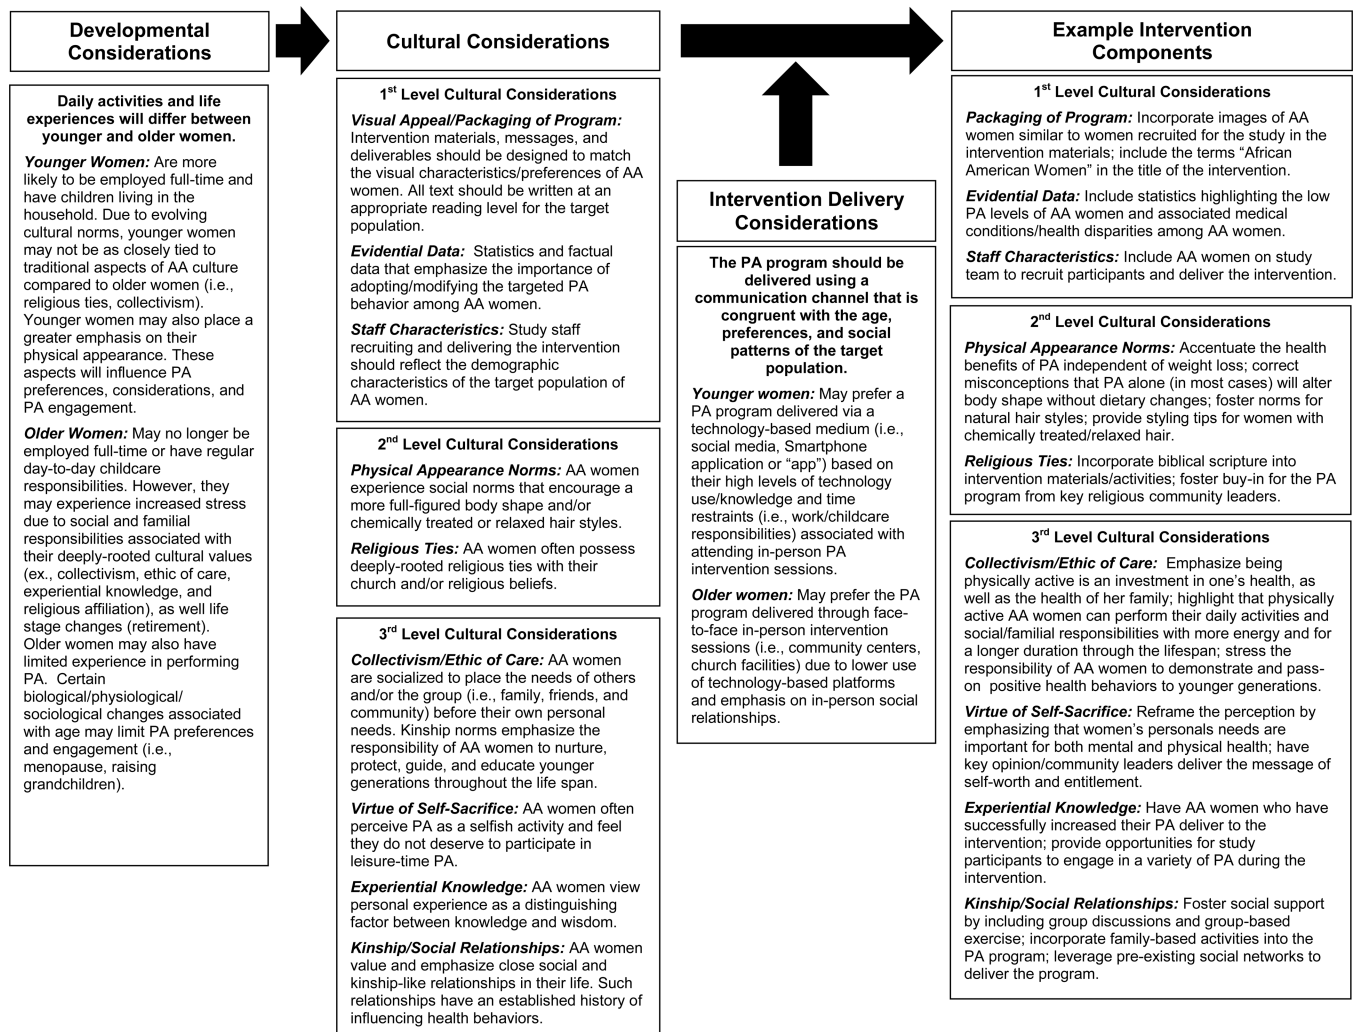 Developmental
Considerations
Daily activities and life
experiences will differ between
younger and older women.
Younger Women: Are more
likely to be employed full-time and
have children living in the
household. Due to evolving
cultural norms, younger women
may not be as closely tied to
traditional aspects of AA culture
compared to older women (i.e.,
religious ties, collectivism).
Younger women may also place a
greater emphasis on their
physical appearance. These
aspects will influence PA
preferences, considerations, and
PA engagement.
Older Women: May no longer be
employed full-time or have regular
day-to-day childcare
responsibilities. However, they
may experience increased stress
due to social and familial
responsibilities associated with
their deeply-rooted cultural values
(ex., collectivism, ethic of care,
experiential knowledge, and
religious affiliation), as well life
stage changes (retirement).
Older women may also have
limited experience in performing
PA.  Certain
biological/physiological/
sociological changes associated
with age may limit PA preferences
and engagement (i.e.,
menopause, raising
grandchildren).
Cultural Considerations
1st Level Cultural Considerations
Visual Appeal/Packaging of Program:
Intervention materials, messages, and
deliverables should be designed to match
the visual characteristics/preferences of AA
women. All text should be written at an
appropriate reading level for the target
population.
Evidential Data:  Statistics and factual
data that emphasize the importance of
adopting/modifying the targeted PA
behavior among AA women.
Staff Characteristics: Study staff
recruiting and delivering the intervention
should reflect the demographic
characteristics of the target population of
AA women.
2nd Level Cultural Considerations
Physical Appearance Norms: AA women
experience social norms that encourage a
more full-figured body shape and/or
chemically treated or relaxed hair styles.
Religious Ties: AA women often possess
deeply-rooted religious ties with their
church and/or religious beliefs.
3rd Level Cultural Considerations
Collectivism/Ethic of Care: AA women
are socialized to place the needs of others
and/or the group (i.e., family, friends, and
community) before their own personal
needs. Kinship norms emphasize the
responsibility of AA women to nurture,
protect, guide, and educate younger
generations throughout the life span.
Virtue of Self-Sacrifice: AA women often
perceive PA as a selfish activity and feel
they do not deserve to participate in
leisure-time PA.
Experiential Knowledge: AA women view
personal experience as a distinguishing
factor between knowledge and wisdom.
Kinship/Social Relationships: AA women
value and emphasize close social and
kinship-like relationships in their life. Such
relationships have an established history of
influencing health behaviors.
Intervention Delivery
Considerations
The PA program should be
delivered using a
communication channel that is
congruent with the age,
preferences, and social
patterns of the target
population.
Younger women: May prefer a
PA program delivered via a
technology-based medium (i.e.,
social media, Smartphone
application or “app”) based on
their high levels of technology
use/knowledge and time
restraints (i.e., work/childcare
responsibilities) associated with
attending in-person PA
intervention sessions.
Older women: May prefer the PA
program delivered through face-
to-face in-person intervention
sessions (i.e., community centers,
church facilities) due to lower use
of technology-based platforms
and emphasis on in-person social
relationships.
Example Intervention
Components
1st Level Cultural Considerations
Packaging of Program: Incorporate images of AA
women similar to women recruited for the study in the
intervention materials; include the terms “African
American Women” in the title of the intervention.
Evidential Data: Include statistics highlighting the low
PA levels of AA women and associated medical
conditions/health disparities among AA women.
Staff Characteristics: Include AA women on study
team to recruit participants and deliver the intervention.
2nd Level Cultural Considerations
Physical Appearance Norms: Accentuate the health
benefits of PA independent of weight loss; correct
misconceptions that PA alone (in most cases) will alter
body shape without dietary changes; foster norms for
natural hair styles; provide styling tips for women with
chemically treated/relaxed hair.
Religious Ties: Incorporate biblical scripture into
intervention materials/activities; foster buy-in for the PA
program from key religious community leaders.
3rd Level Cultural Considerations
Collectivism/Ethic of Care:  Emphasize being
physically active is an investment in one’s health, as
well as the health of her family; highlight that physically
active AA women can perform their daily activities and
social/familial responsibilities with more energy and for
a longer duration through the lifespan; stress the
responsibility of AA women to demonstrate and pass-
on  positive health behaviors to younger generations.
Virtue of Self-Sacrifice: Reframe the perception by
emphasizing that women’s personals needs are
important for both mental and physical health; have
key opinion/community leaders deliver the message of
self-worth and entitlement.
Experiential Knowledge: Have AA women who have
successfully increased their PA deliver to the
intervention; provide opportunities for study
participants to engage in a variety of PA during the
intervention.
Kinship/Social Relationships: Foster social support
by including group discussions and group-based
exercise; incorporate family-based activities into the
PA program; leverage pre-existing social networks to
deliver the program.